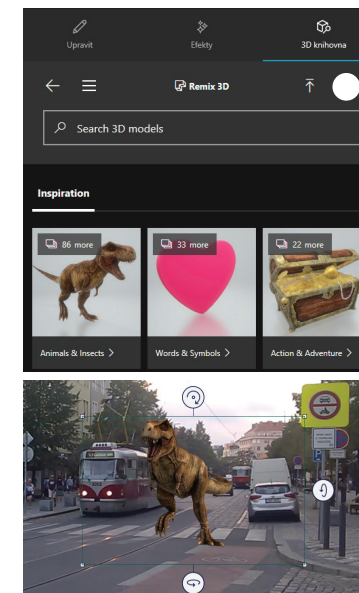 Upravit
Efekty
3D knihovna
Remix 3D
Search 3D models
Inspiration
86 more
33 more
22 more
Animals & Insects >
Words & Symbols >
Action & Adventure >